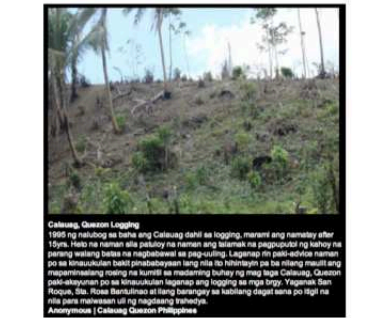 Calauag, Quezon Logging
1995 ng nalubog sa baha ang Calauag dahil sa logging, marami ang namatay after
15yrs. Heto na naman sila patuloy na naman ang talamak na pagpuputol ng kahoy na
parang walang batas na nagbabawal sa pag-uuling. Laganap rin paki-advice naman
po sa kinauukulan bakit pinabayaan lang nila ito hihintayin pa ba nilang maulit ang
mapaminsalang rosing na kumitil sa madaming buhay ng mag taga Calauag, Quezon
paki-aksyunan po sa kinauukulan laganap ang logging sa mga brgy. Yaganak San
Roque, Sta. Rosa Bantulinao at ilang barangay sa kabilang dagat sana po itigil na
nila para maiwasan uli ng nagdaang trahedya.
Anonymous | Calauag Quezon Philippines